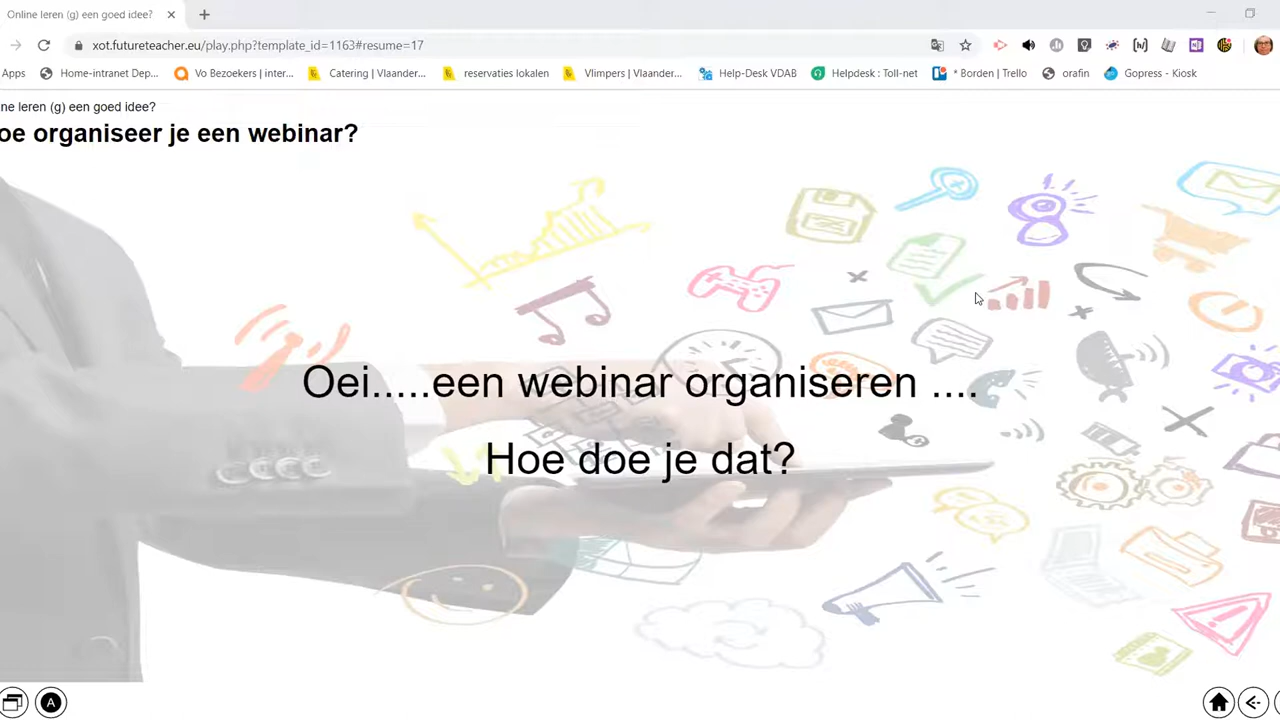 Online leren (g) een goed idee?
xot.futureteacher.eu/play.php?template_id=1163#resume=17
Apps
Home-intranet Dep...
Vo Bezoekers | inter...
Catering | Vlaander...
reservaties lokalen
Vlimpers | Vlaander...
Help-Desk VDAB
Helpdesk : Toll-net
* Borden | Trello
orafin
Gopress - Kiosk
ne leren (g) een goed idee?
oe organiseer je een webinar?
Oei.....een webinar organiseren ....
Hoe doe je dat?
A